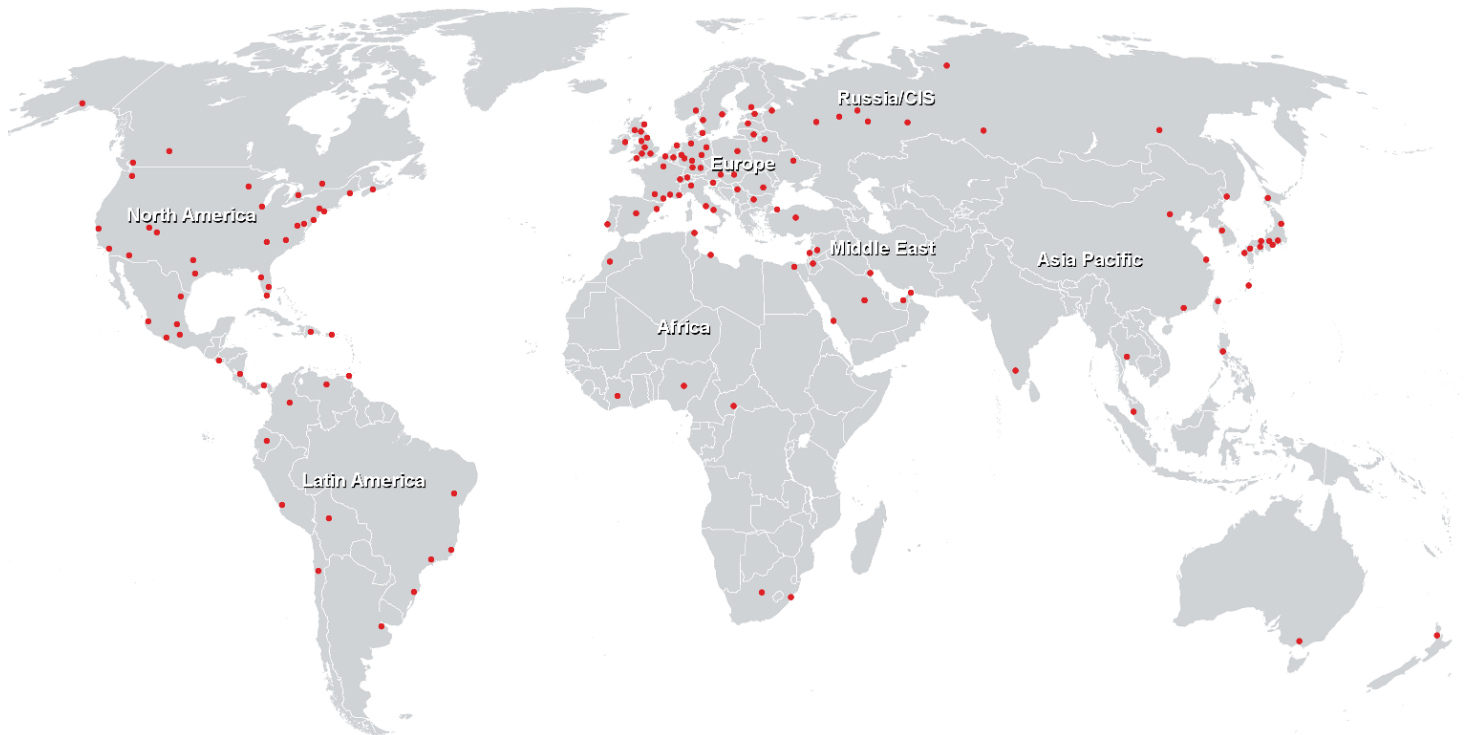 Russia/CIS
Europe
North America
Middle East
Asia Pacific
Africa
Latin America